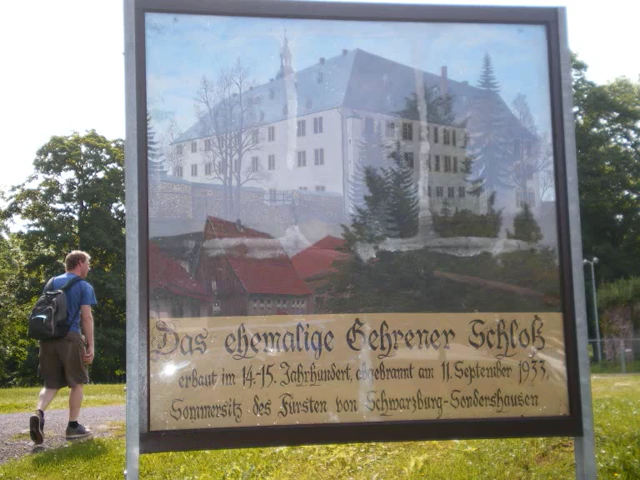 Das ehemalige Gehrener Schloß
erbaut im 14-15. Jahrhundert, abgebrannt am 11. September 1933.
Sommersitz des Fürsten von Schwarzburg-Sondershausen